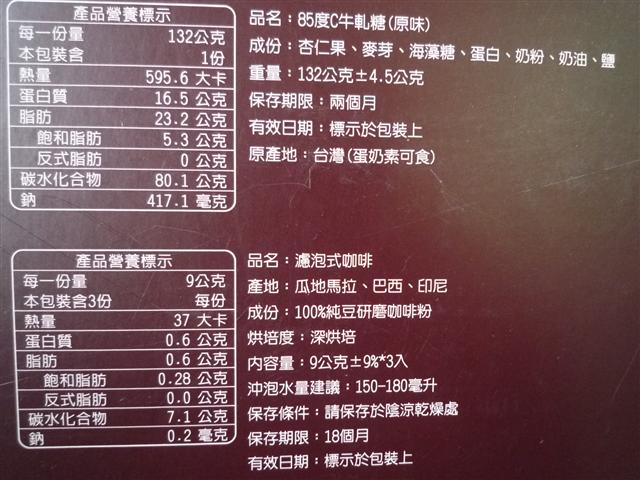 產品營養標示
每一份量 132公克
本包裝含 1份
熱量 595.6 大卡
蛋白質 16.5 公克
脂肪 23.2 公克
飽和脂肪 5.3 公克
反式脂肪 0 公克
碳水化合物 80.1 公克
鈉 417.1 毫克
品名：85度C牛軋糖(原味)
成份：杏仁果、麥芽、海藻糖、蛋白、奶粉、奶油、鹽
重量：132公克±4.5公克
保存期限：兩個月
有效日期：標示於包裝上
原產地：台灣(蛋奶素可食)
產品營養標示
每一份量 9公克
本包裝含3份 每份
熱量 37 大卡
蛋白質 0.6 公克
脂肪 0.6 公克
飽和脂肪 0.28 公克
反式脂肪 0.0 公克
碳水化合物 7.1 公克
鈉 0.2 毫克
品名：濾泡式咖啡
產地：瓜地馬拉、巴西、印尼
成份：100%純豆研磨咖啡粉
烘培度：深烘培
內容量：9公克±9%*3入
沖泡水量建議：150-180毫升
保存條件：請保存於陰涼乾燥處
保存期限：18個月
有效日期：標示於包裝上